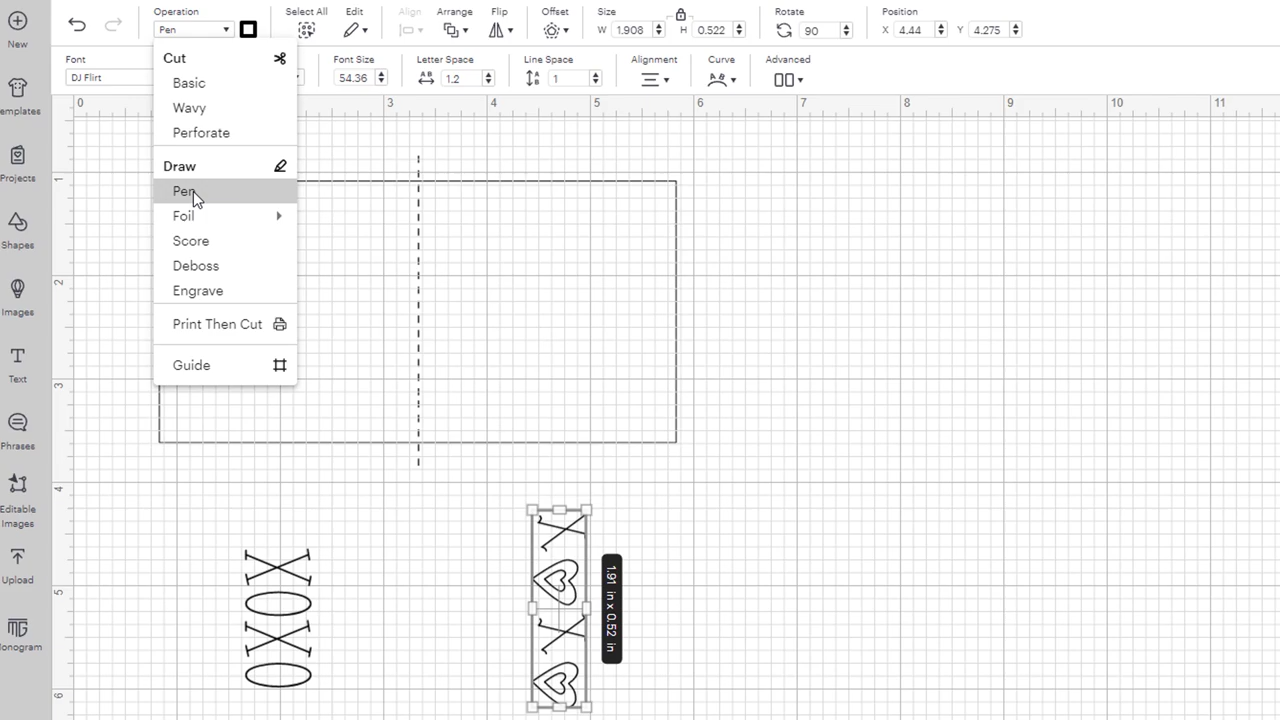 Operation
Select All
Edit
Align
Arrange
Flip
Offset
Size
Rotate
Position
Pen
W 1.908
H 0.522
90
X 4.44
Y 4.275
New
Font
Font Size
Letter Space
Line Space
Alignment
Curve
Advanced
DJ Flirt
54.36
1.2
1
Cut
Basic
Wavy
Perforate
Draw
Pen
Foil
Score
Deboss
Engrave
Print Then Cut
Guide
emplates
Projects
Shapes
Images
Text
Phrases
Editable
Images
Upload
onogram
0 3 4 5 6 7 8 9 10 11
1
2
3
4
5
6
XOXO
X♡X♡
1.91 in x 0.52 in